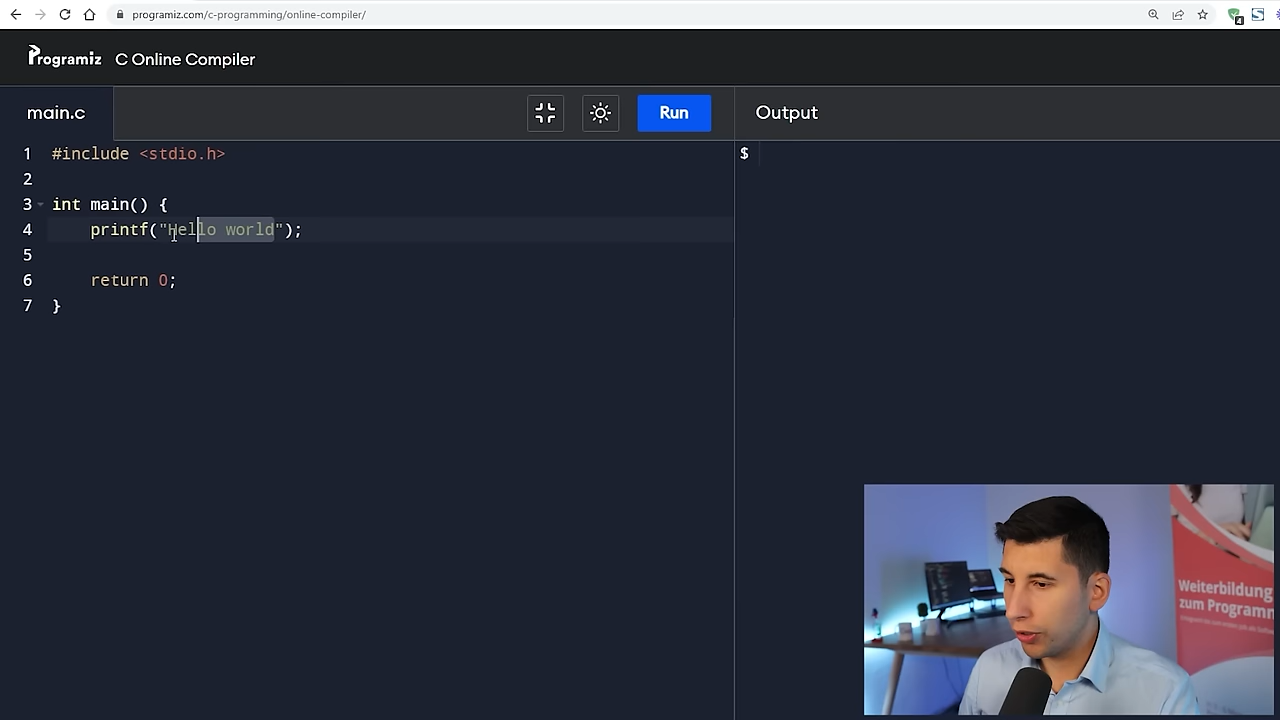 programiz.com/c-programming/online-compiler/
4
Programiz C Online Compiler
main.c
Run
Output
1 #include <stdio.h>
$
2
3 int main() {
4 printf("Hello world");
5
6 return 0;
7 }
Weiterbildung
zum Programm